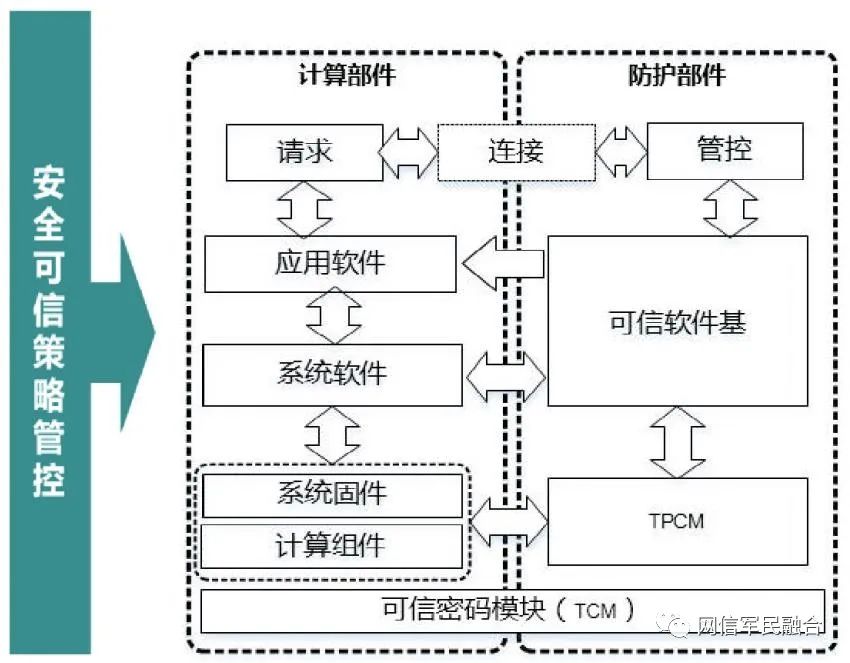 安全可信策略管控
计算部件
防护部件
请求
连接
管控
应用软件
可信软件基
系统软件
系统固件
计算组件
TPCM
可信密码模块（TCM）
网信军民融合